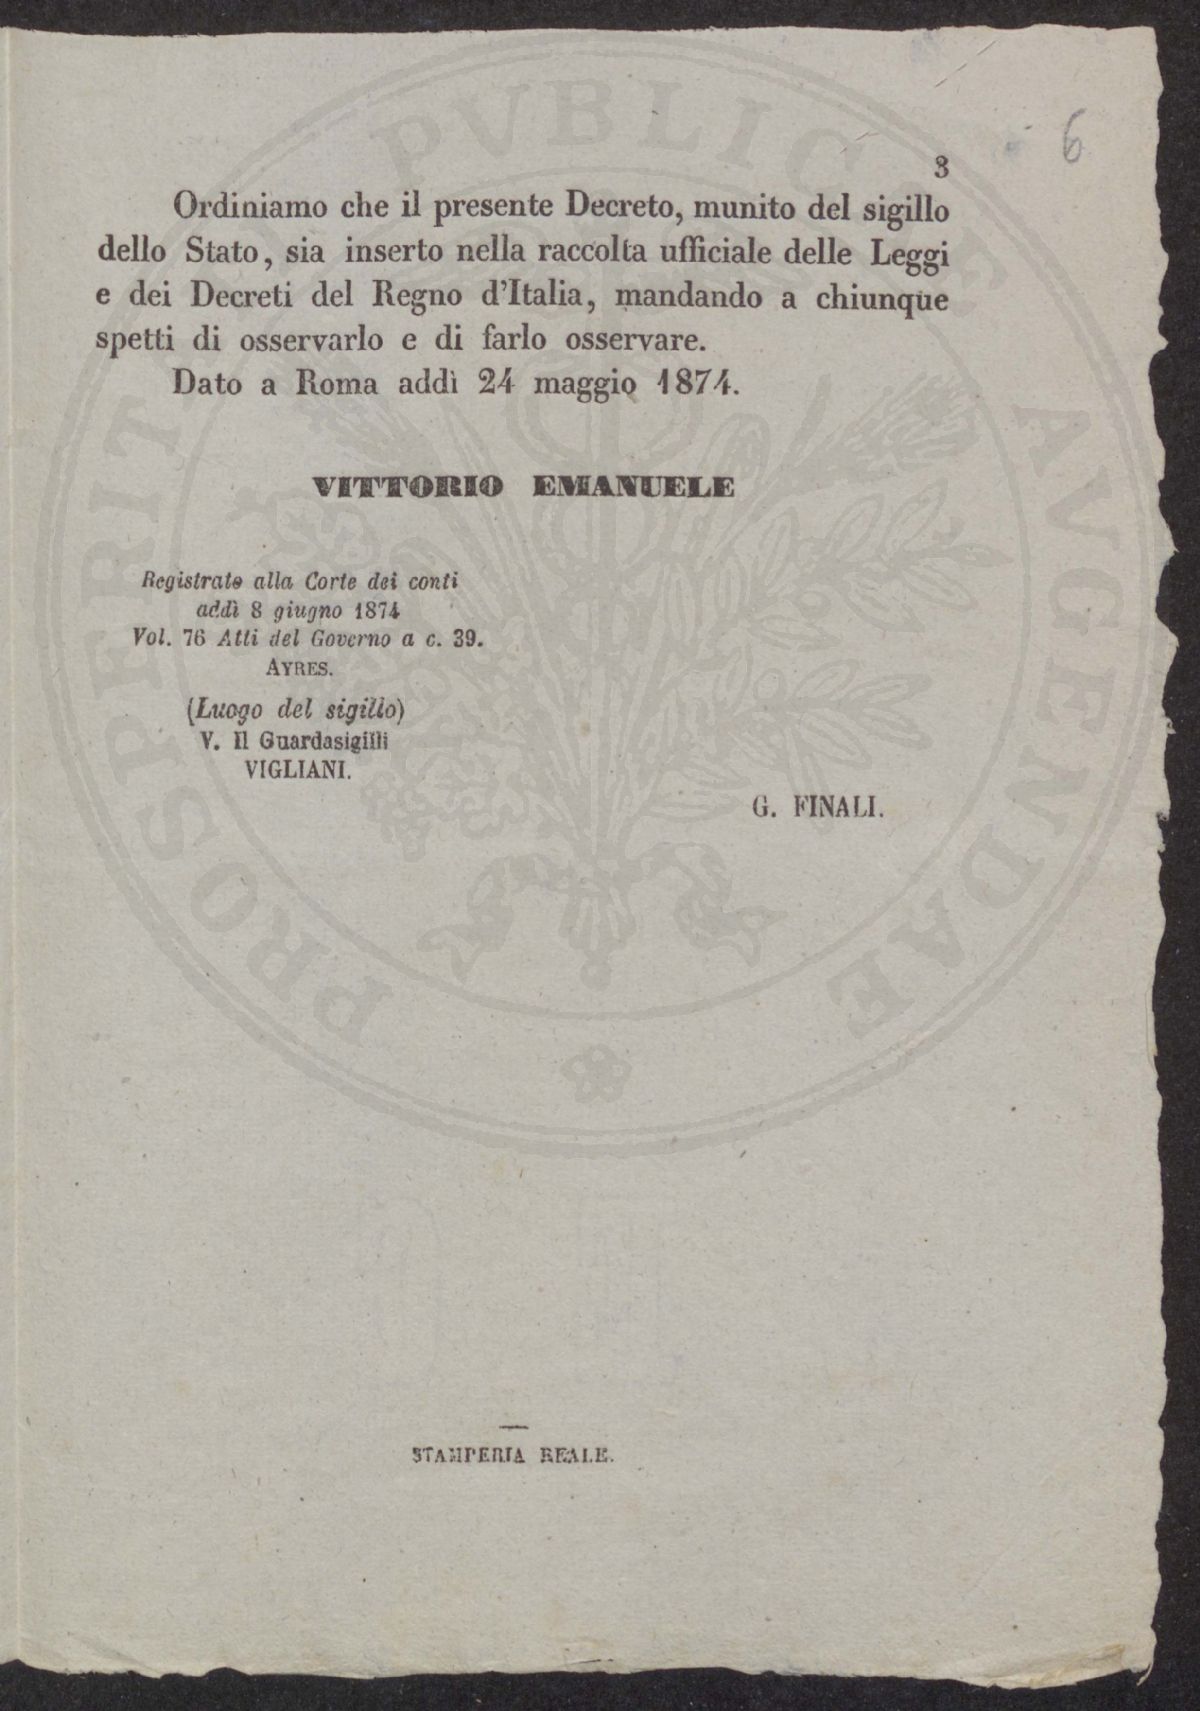 3
6
Ordiniamo che il presente Decreto, munito del sigillo
dello Stato, sia inserto nella raccolta ufficiale delle Leggi
e dei Decreti del Regno d'Italia, mandando a chiunque
spetti di osservarlo e di farlo osservare.
Dato a Roma addì 24 maggio 1874.
VITTORIO EMANUELE
Registrato alla Corte dei conti
addì 8 giugno 1874
Vol. 76 Atti del Governo a c. 39.
AYRES.
(Luogo del sigillo)
V. Il Guardasigilli
VIGLIANI.
G. FINALI.
STAMPERIA REALE.
PROSPERITATI PVBLICAE AVGENDAE